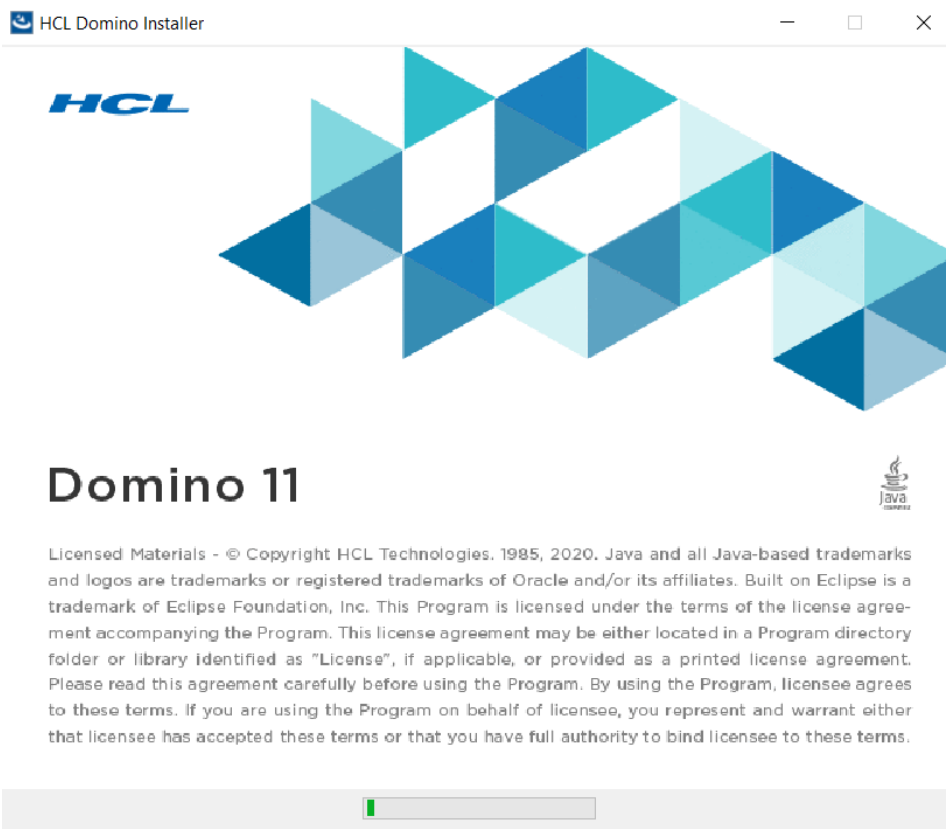 HCL Domino Installer
HCL
Domino 11
Java
Licensed Materials - © Copyright HCL Technologies. 1985, 2020. Java and all Java-based trademarks
and logos are trademarks or registered trademarks of Oracle and/or its affiliates. Built on Eclipse is a
trademark of Eclipse Foundation, Inc. This Program is licensed under the terms of the license agree-
ment accompanying the Program. This license agreement may be either located in a Program directory
folder or library identified as "License", if applicable, or provided as a printed license agreement.
Please read this agreement carefully before using the Program. By using the Program, licensee agrees
to these terms. If you are using the Program on behalf of licensee, you represent and warrant either
that licensee has accepted these terms or that you have full authority to bind licensee to these terms.